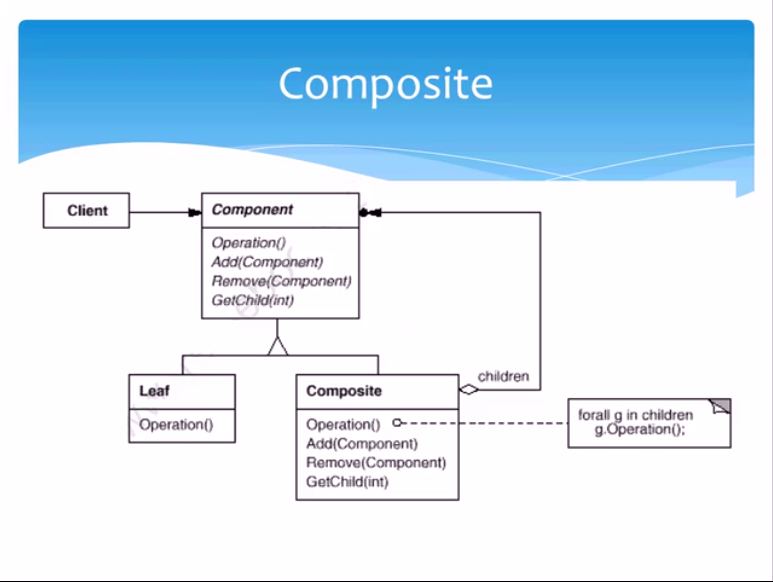 Composite
Client
Component
Operation()
Add(Component)
Remove(Component)
GetChild(int)
Leaf
Operation()
Composite
Operation()
Add(Component)
Remove(Component)
GetChild(int)
children
forall g in children
g.Operation();